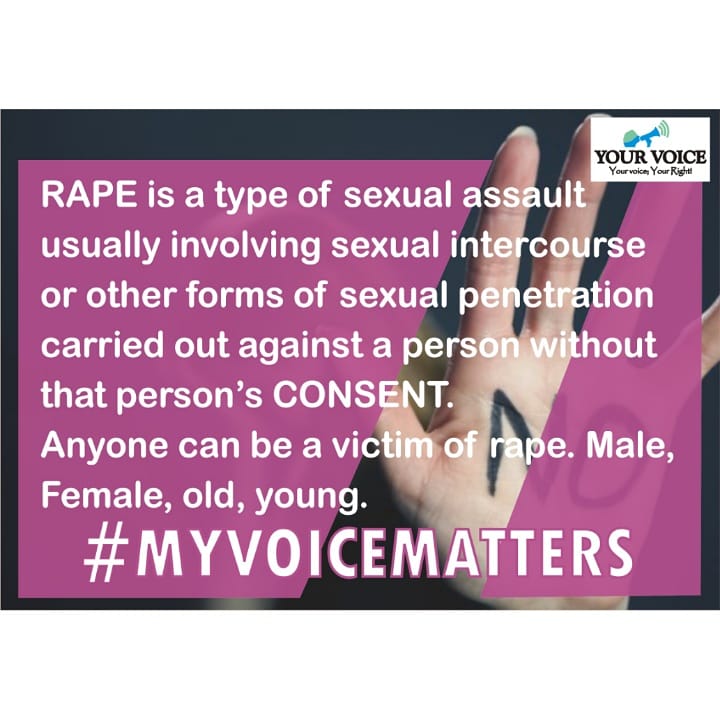 YOUR VOICE
Your voice; Your Right!
RAPE is a type of sexual assault
usually involving sexual intercourse
or other forms of sexual penetration
carried out against a person without
that person’s CONSENT.
Anyone can be a victim of rape. Male,
Female, old, young.
NO
#MYVOICEMATTERS